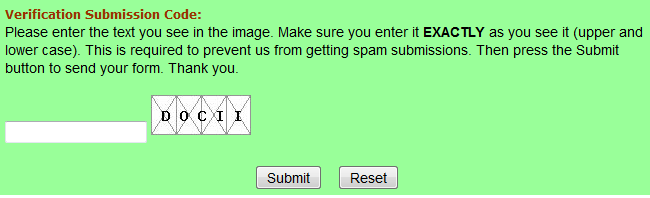 Verification Submission Code:
Please enter the text you see in the image. Make sure you enter it EXACTLY as you see it (upper and
lower case). This is required to prevent us from getting spam submissions. Then press the Submit
button to send your form. Thank you.
DOCII
Submit Reset